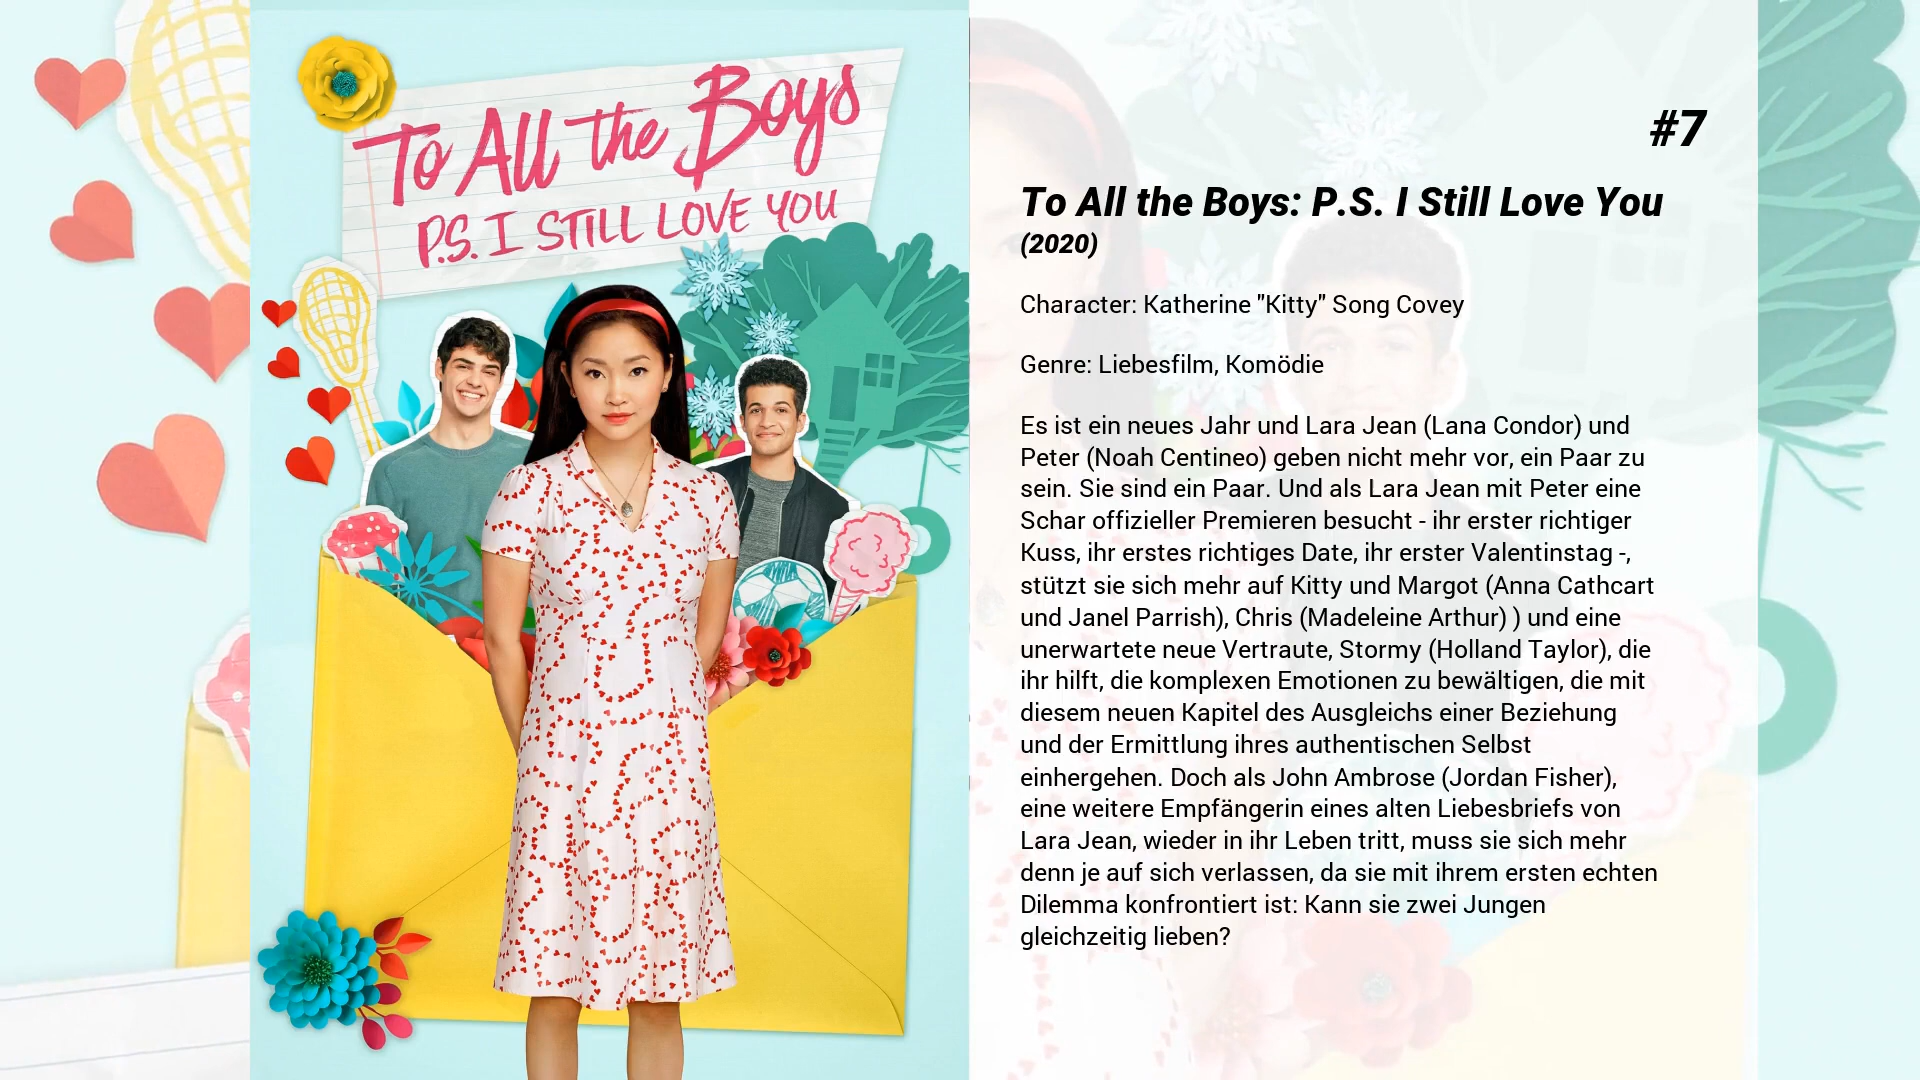 To All the Boys
P.S. I STILL LOVE YOU
#7
To All the Boys: P.S. I Still Love You
(2020)
Character: Katherine "Kitty" Song Covey
Genre: Liebesfilm, Komödie
Es ist ein neues Jahr und Lara Jean (Lana Condor) und
Peter (Noah Centineo) geben nicht mehr vor, ein Paar zu
sein. Sie sind ein Paar. Und als Lara Jean mit Peter eine
Schar offizieller Premieren besucht - ihr erster richtiger
Kuss, ihr erstes richtiges Date, ihr erster Valentinstag -,
stützt sie sich mehr auf Kitty und Margot (Anna Cathcart
und Janel Parrish), Chris (Madeleine Arthur) ) und eine
unerwartete neue Vertraute, Stormy (Holland Taylor), die
ihr hilft, die komplexen Emotionen zu bewältigen, die mit
diesem neuen Kapitel des Ausgleichs einer Beziehung
und der Ermittlung ihres authentischen Selbst
einhergehen. Doch als John Ambrose (Jordan Fisher),
eine weitere Empfängerin eines alten Liebesbriefs von
Lara Jean, wieder in ihr Leben tritt, muss sie sich mehr
denn je auf sich verlassen, da sie mit ihrem ersten echten
Dilemma konfrontiert ist: Kann sie zwei Jungen
gleichzeitig lieben?